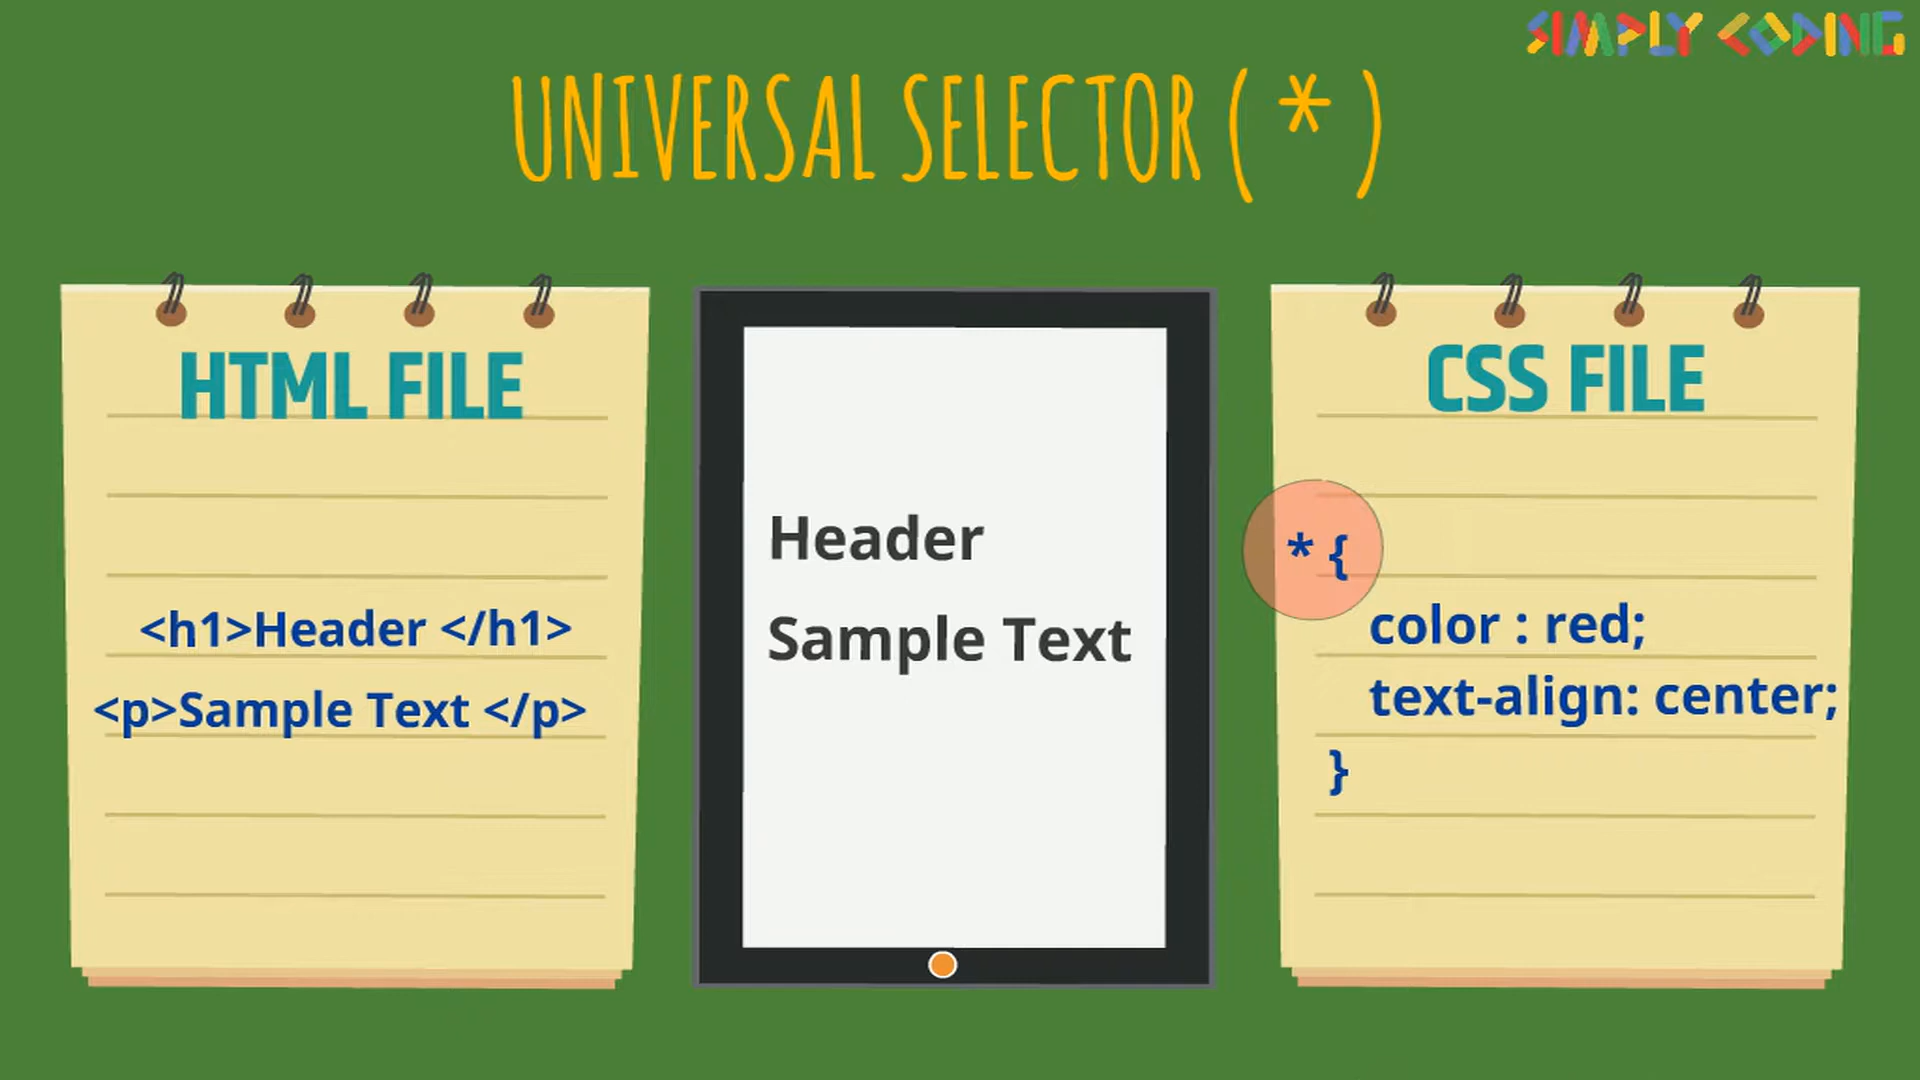 SIMPLY CODING
UNIVERSAL SELECTOR ( * )
HTML FILE
<h1>Header </h1>
<p>Sample Text </p>
Header
Sample Text
CSS FILE
* {
color : red;
text-align: center;
}